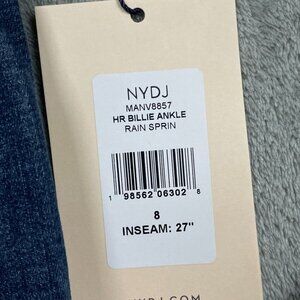 NYDJ
MANV8857
HR BILLIE ANKLE
RAIN SPRIN
1 98562 06302 8
8
INSEAM: 27"